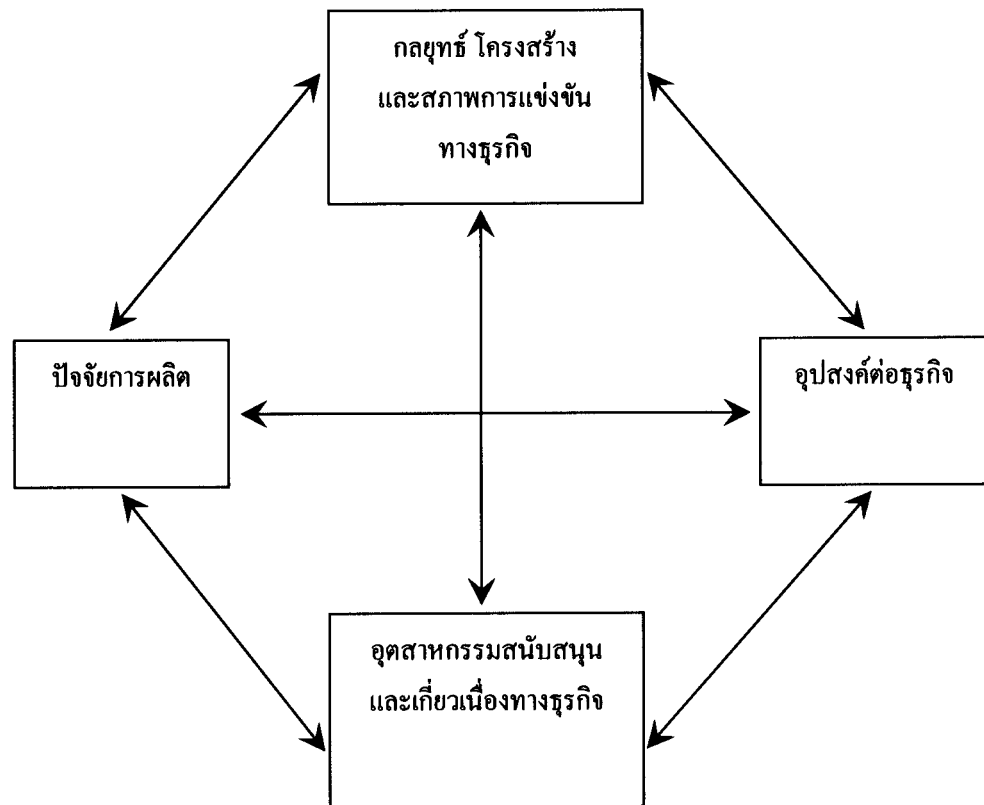 กลยุทธ์ โครงสร้าง
และสภาพการแข่งขัน
ทางธุรกิจ
ปัจจัยการผลิต
อุปสงค์ต่อธุรกิจ
อุตสาหกรรมสนับสนุน
และเกี่ยวเนื่องทางธุรกิจ